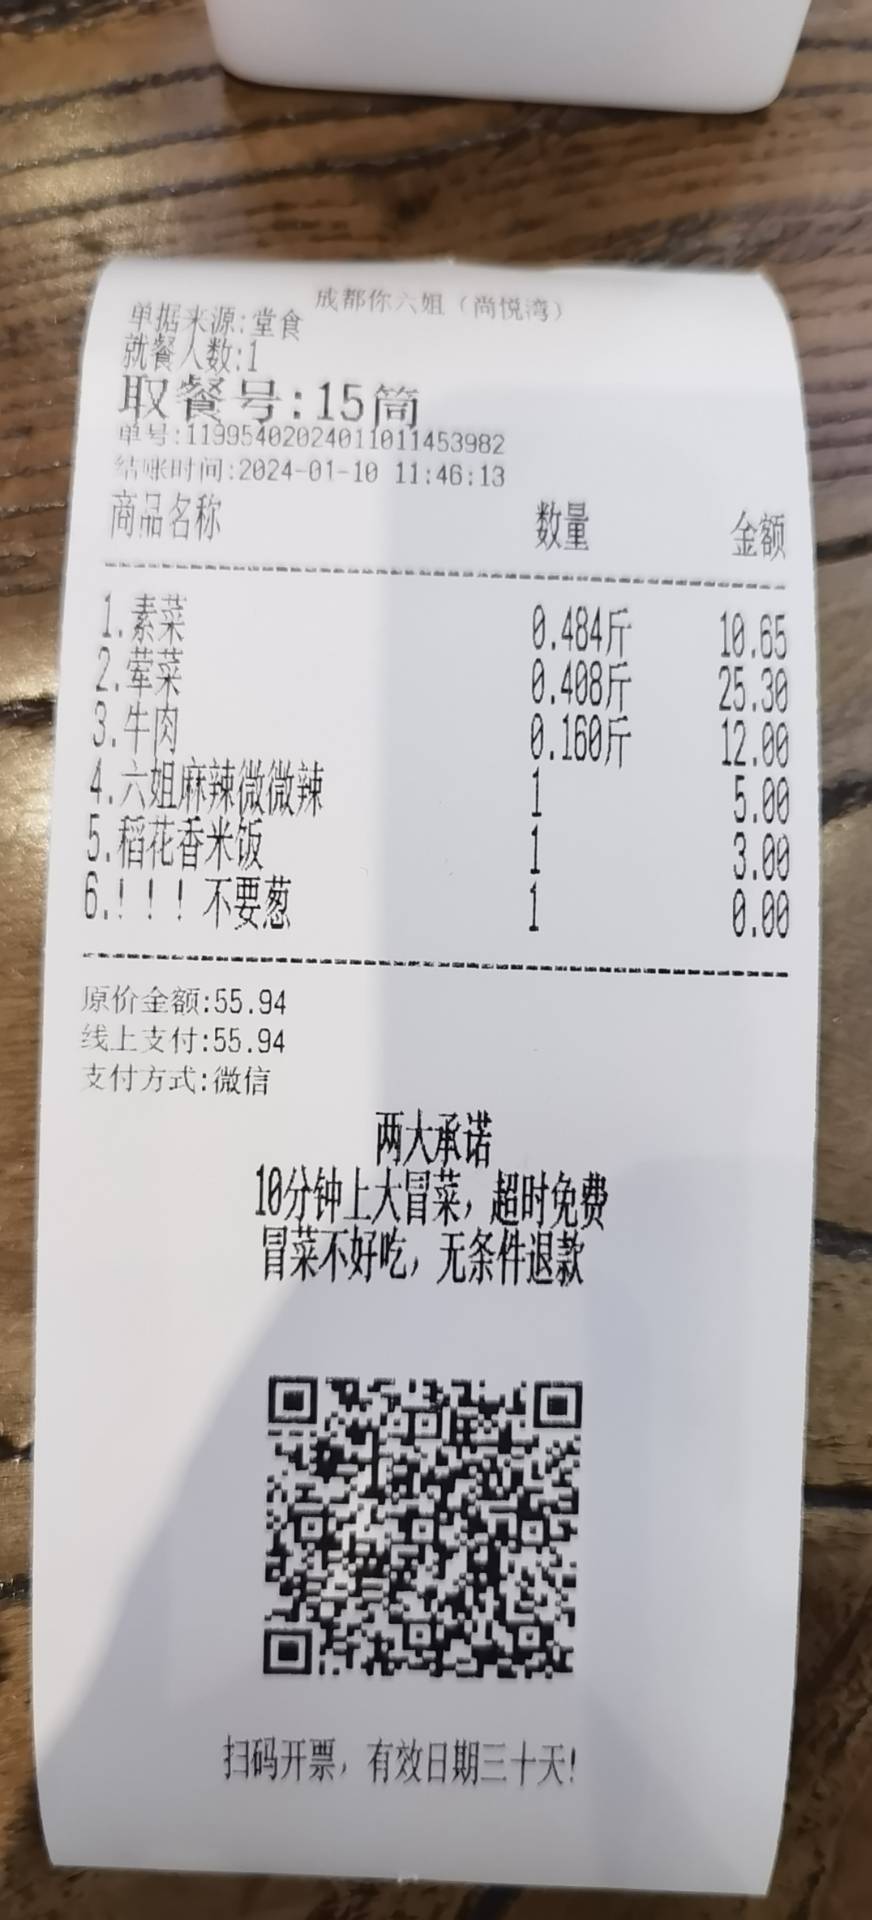 成都你六姐（尚悦湾）
单据来源:堂食
就餐人数:1
取餐号:15筒
单号:11995402024011011453982
结账时间:2024-01-10 11:46:13
商品名称 数量 金额
1.素菜 0.484斤 10.65
2.荤菜 0.408斤 25.30
3.牛肉 0.160斤 12.00
4.六姐麻辣微微辣 1 5.00
5.稻花香米饭 1 3.00
6.！！！不要葱 1 0.00
原价金额:55.94
线上支付:55.94
支付方式:微信
两大承诺
10分钟上大冒菜，超时免费
冒菜不好吃，无条件退款
扫码开票，有效日期三十天!